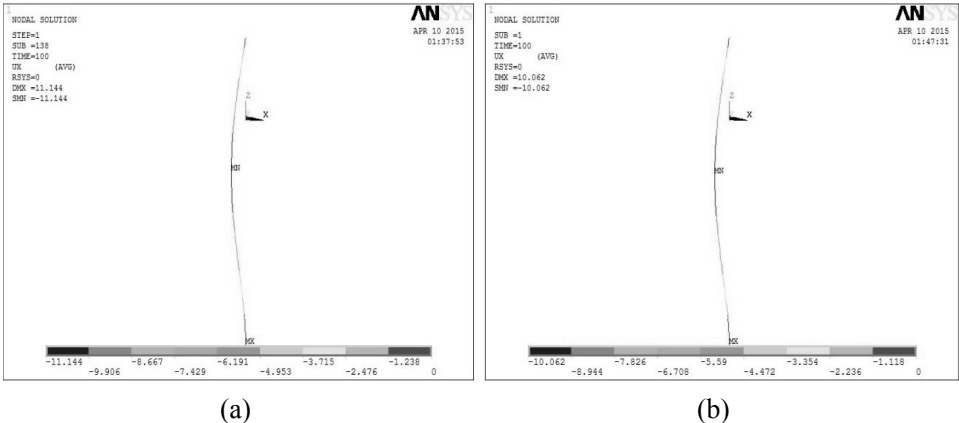 1
NODAL SOLUTION
STEP=1
SUB =138
TIME=100
UX (AVG)
RSYS=0
DMX =11.144
SMN =-11.144
ANSYS
APR 10 2015
01:37:53
Z
X
MN
MX
-11.144 -8.667 -6.191 -3.715 -1.238
-9.906 -7.429 -4.953 -2.476 0
(a)
1
NODAL SOLUTION
SUB =1
TIME=100
UX (AVG)
RSYS=0
DMX =10.062
SMN =-10.062
ANSYS
APR 10 2015
01:47:31
Z
X
MN
MX
-10.062 -7.826 -5.59 -3.354 -1.118
-8.944 -6.708 -4.472 -2.236 0
(b)